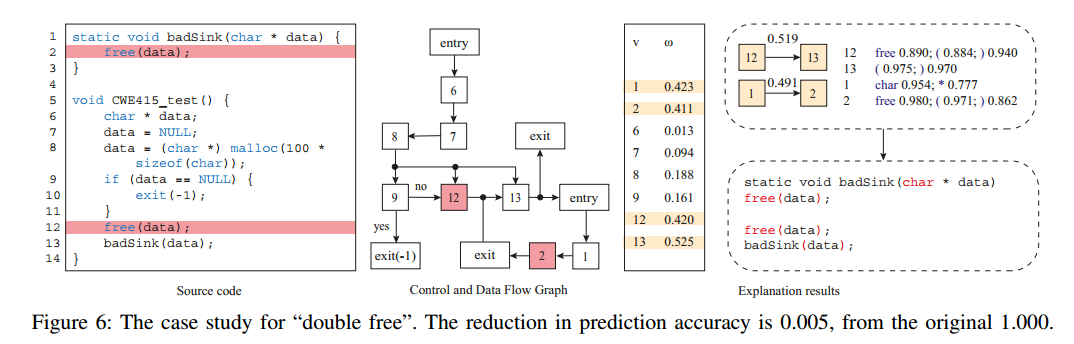 1 static void badSink(char * data) {
2 free(data);
3 }
4
5 void CWE415_test() {
6 char * data;
7 data = NULL;
8 data = (char *) malloc(100 *
sizeof(char));
9 if (data == NULL) {
10 exit(-1);
11 }
12 free(data);
13 badSink(data);
14 }
Source code
entry
6
8
7
exit
9
no
12
13
entry
yes
exit(-1)
exit
2
1
Control and Data Flow Graph
v ω
1 0.423
2 0.411
6 0.013
7 0.094
8 0.188
9 0.161
12 0.420
13 0.525
12 0.519 13
1 0.491 2
12 free 0.890; ( 0.884; ) 0.940
13 ( 0.975; ) 0.970
1 char 0.954; * 0.777
2 free 0.980; ( 0.971; ) 0.862
static void badSink(char * data)
free(data);
free(data);
badSink(data);
Explanation results
Figure 6: The case study for “double free”. The reduction in prediction accuracy is 0.005, from the original 1.000.